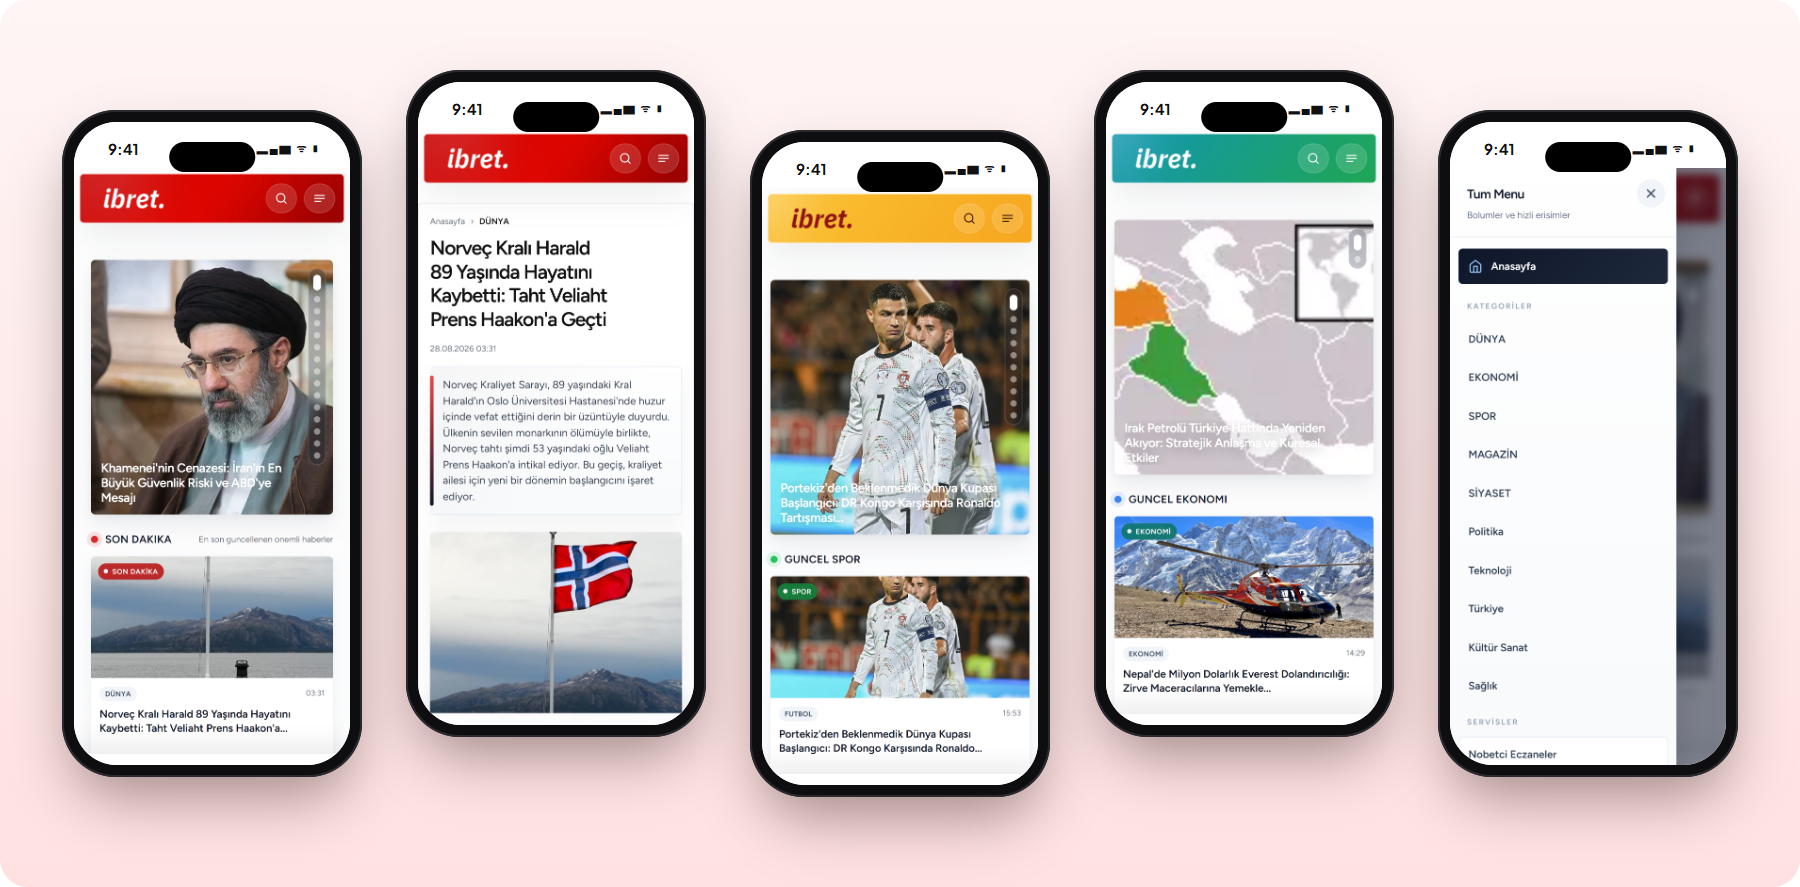 9:41
ibret.
Khamenei'nin Cenazesi: İran'ın En
Büyük Güvenlik Riski ve ABD'ye
Mesajı
SON DAKIKA
En son guncellenen onemli haberler
SON DAKİKA
DÜNYA
03:31
Norveç Kralı Harald 89 Yaşında Hayatını
Kaybetti: Taht Veliaht Prens Haakon'a...
9:41
ibret.
Anasayfa › DÜNYA
Norveç Kralı Harald
89 Yaşında Hayatını
Kaybetti: Taht Veliaht
Prens Haakon'a Geçti
28.08.2026 03:31
Norveç Kraliyet Sarayı, 89 yaşındaki Kral
Harald'ın Oslo Üniversitesi Hastanesi'nde huzur
içinde vefat ettiğini derin bir üzüntüyle duyurdu.
Ülkenin sevilen monarkının ölümüyle birlikte,
Norveç tahtı şimdi 53 yaşındaki oğlu Veliaht
Prens Haakon'a intikal ediyor. Bu geçiş, kraliyet
ailesi için yeni bir dönemin başlangıcını işaret
ediyor.
9:41
ibret.
7
Portekiz'den Beklenmedik Dünya Kupası
Başlangıcı: DR Kongo Karşısında Ronaldo
Tartışması...
GUNCEL SPOR
SPOR
FUTBOL
15:53
Portekiz'den Beklenmedik Dünya Kupası
Başlangıcı: DR Kongo Karşısında Ronaldo...
9:41
ibret.
Irak Petrolü Türkiye Hattında Yeniden
Akıyor: Stratejik Anlaşma ve Küresel
Etkiler
GUNCEL EKONOMI
EKONOMİ
EKONOMİ
14:29
Nepal'de Milyon Dolarlık Everest Dolandırıcılığı:
Zirve Maceracılarına Yemekle...
9:41
Tum Menu
Bolumler ve hizli erisimler
Anasayfa
KATEGORİLER
DÜNYA
EKONOMİ
SPOR
MAGAZİN
SİYASET
Politika
Teknoloji
Türkiye
Kültür Sanat
Sağlık
SERVİSLER
Nobetci Eczaneler